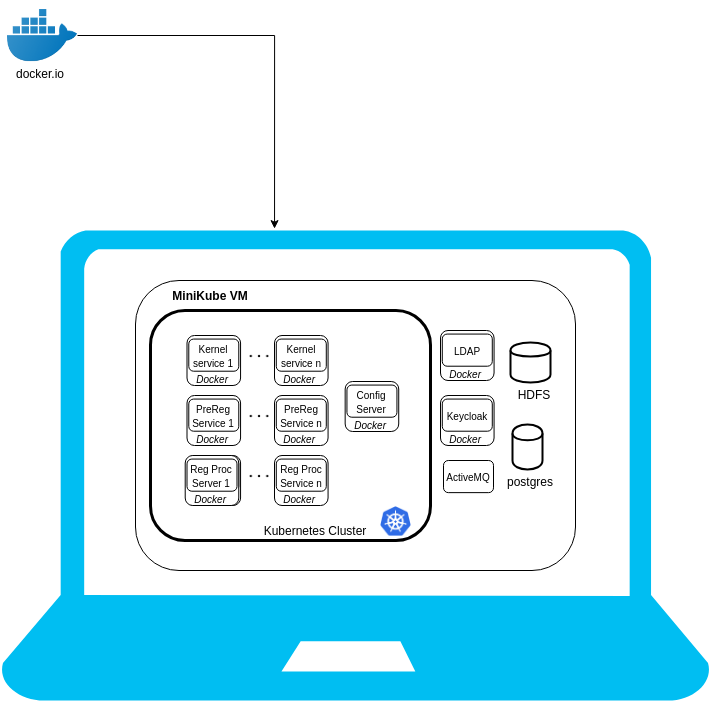 docker.io
MiniKube VM
Kernel
service 1
Docker
. . .
Kernel
service n
Docker
PreReg
Service 1
Docker
. . .
PreReg
Service n
Docker
Config
Server
Docker
Reg Proc
Server 1
Docker
. . .
Reg Proc
Service n
Docker
Kubernetes Cluster
LDAP
Docker
HDFS
Keycloak
Docker
ActiveMQ
postgres